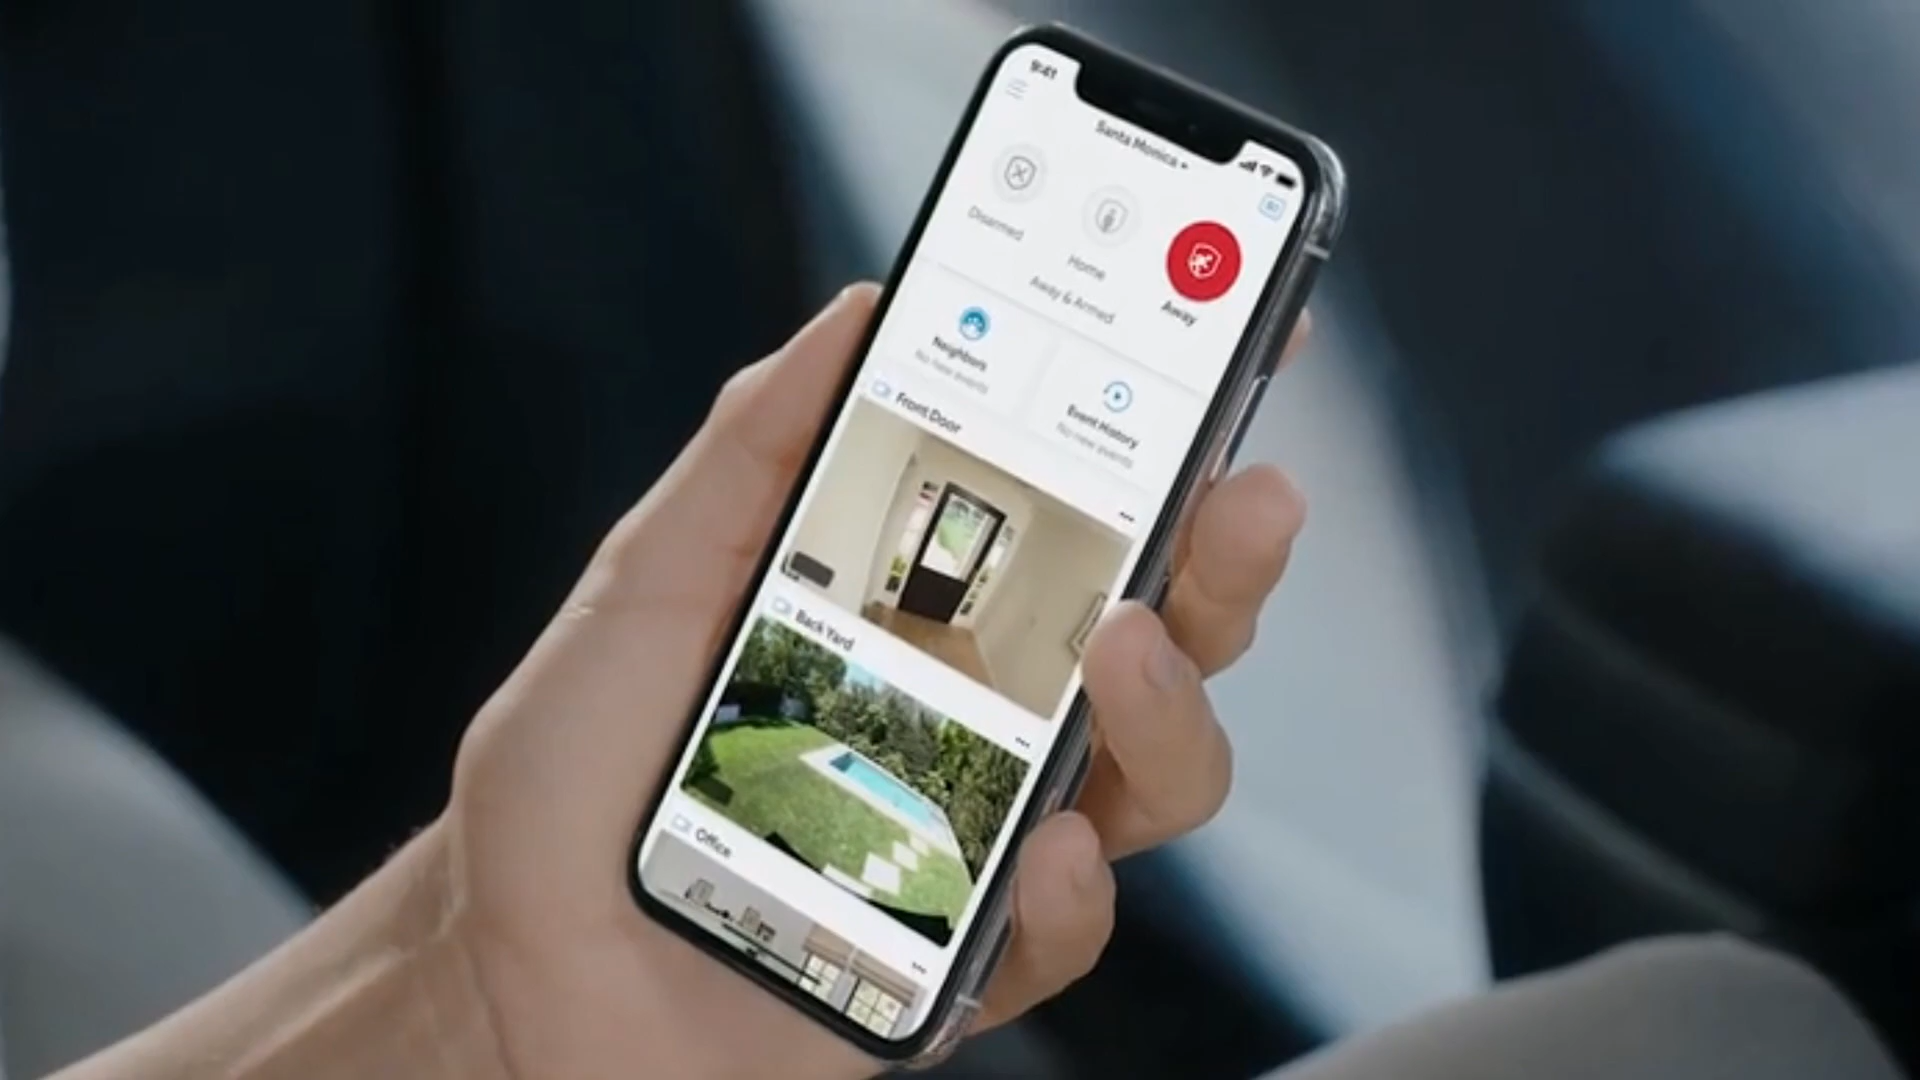 9:41
Santa Monica
Disarmed
Home
Away
Away & Armed
Neighbors
No new events
Event History
No new events
Front Door
Back Yard
Office